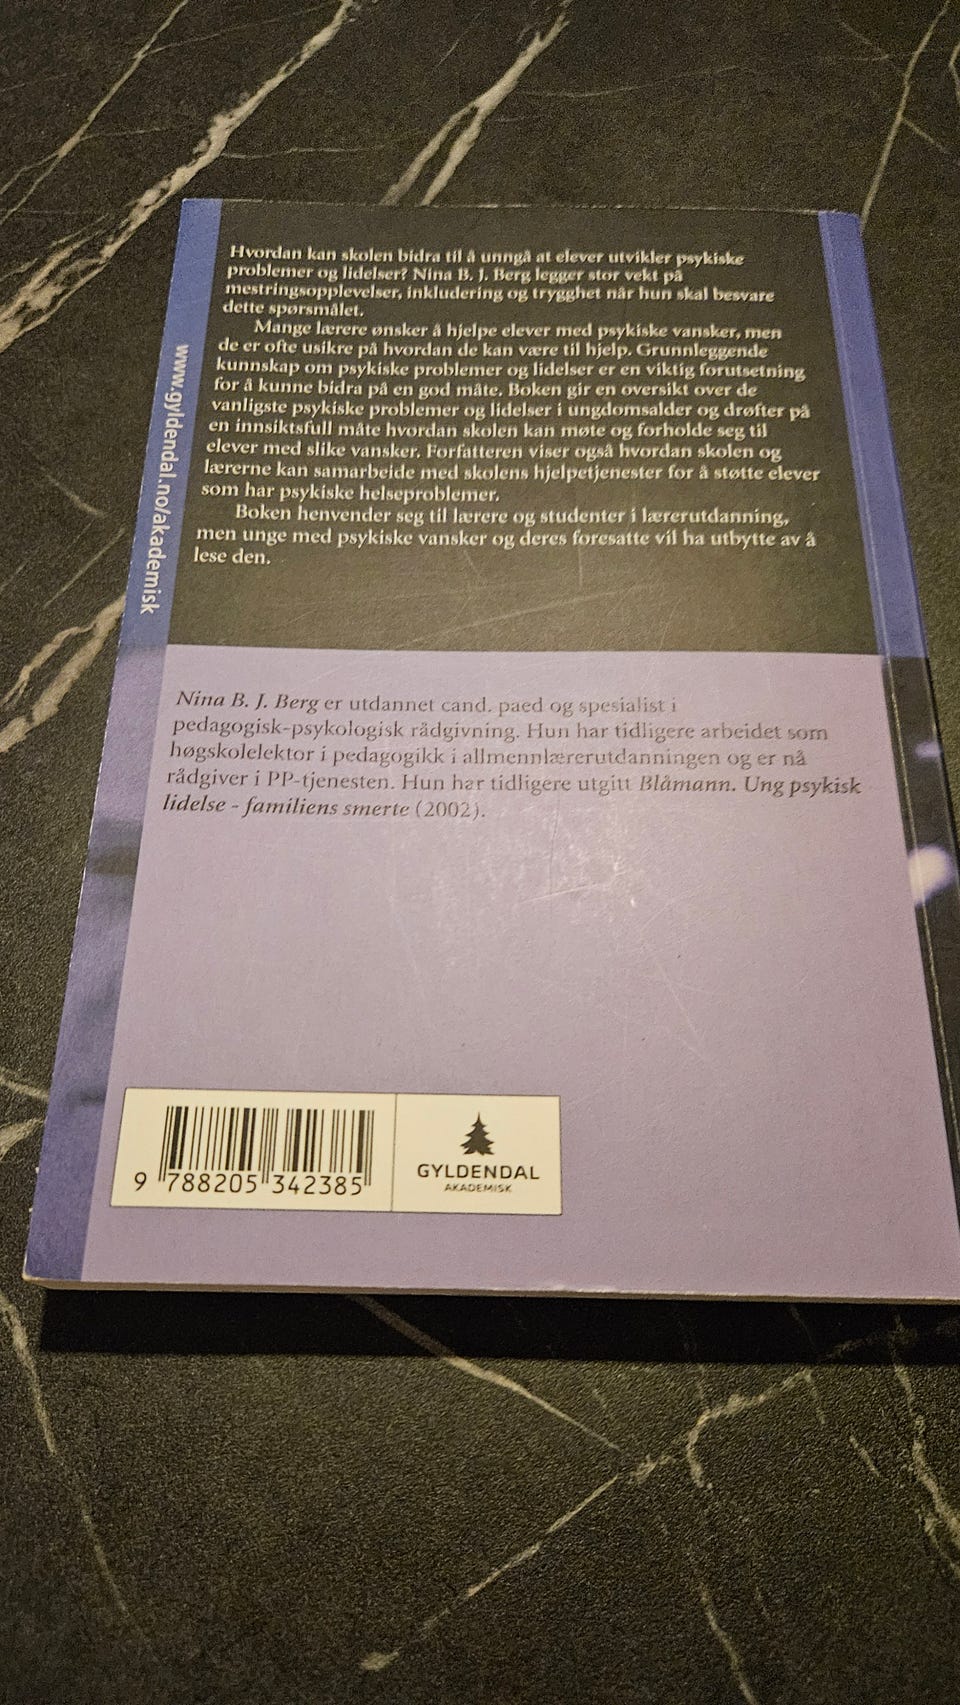 Hvordan kan skolen bidra til å unngå at elever utvikler psykiske
problemer og lidelser? Nina B. J. Berg legger stor vekt på
mestringsopplevelser, inkludering og trygghet når hun skal besvare
dette spørsmålet.
Mange lærere ønsker å hjelpe elever med psykiske vansker, men
de er ofte usikre på hvordan de kan være til hjelp. Grunnleggende
kunnskap om psykiske problemer og lidelser er en viktig forutsetning
for å kunne bidra på en god måte. Boken gir en oversikt over de
vanligste psykiske problemer og lidelser i ungdomsalder og drøfter på
en innsiktsfull måte hvordan skolen kan møte og forholde seg til
elever med slike vansker. Forfatteren viser også hvordan skolen og
lærerne kan samarbeide med skolens hjelpetjenester for å støtte elever
som har psykiske helseproblemer.
Boken henvender seg til lærere og studenter i lærerutdanning,
men unge med psykiske vansker og deres foresatte vil ha utbytte av å
lese den.
www.gyldendal.no/akademisk
Nina B. J. Berg er utdannet cand. paed og spesialist i
pedagogisk-psykologisk rådgivning. Hun har tidligere arbeidet som
høgskolelektor i pedagogikk i allmennlærerutdanningen og er nå
rådgiver i PP-tjenesten. Hun har tidligere utgitt Blåmann. Ung psykisk
lidelse - familiens smerte (2002).
9 788205 342385
GYLDENDAL
AKADEMISK